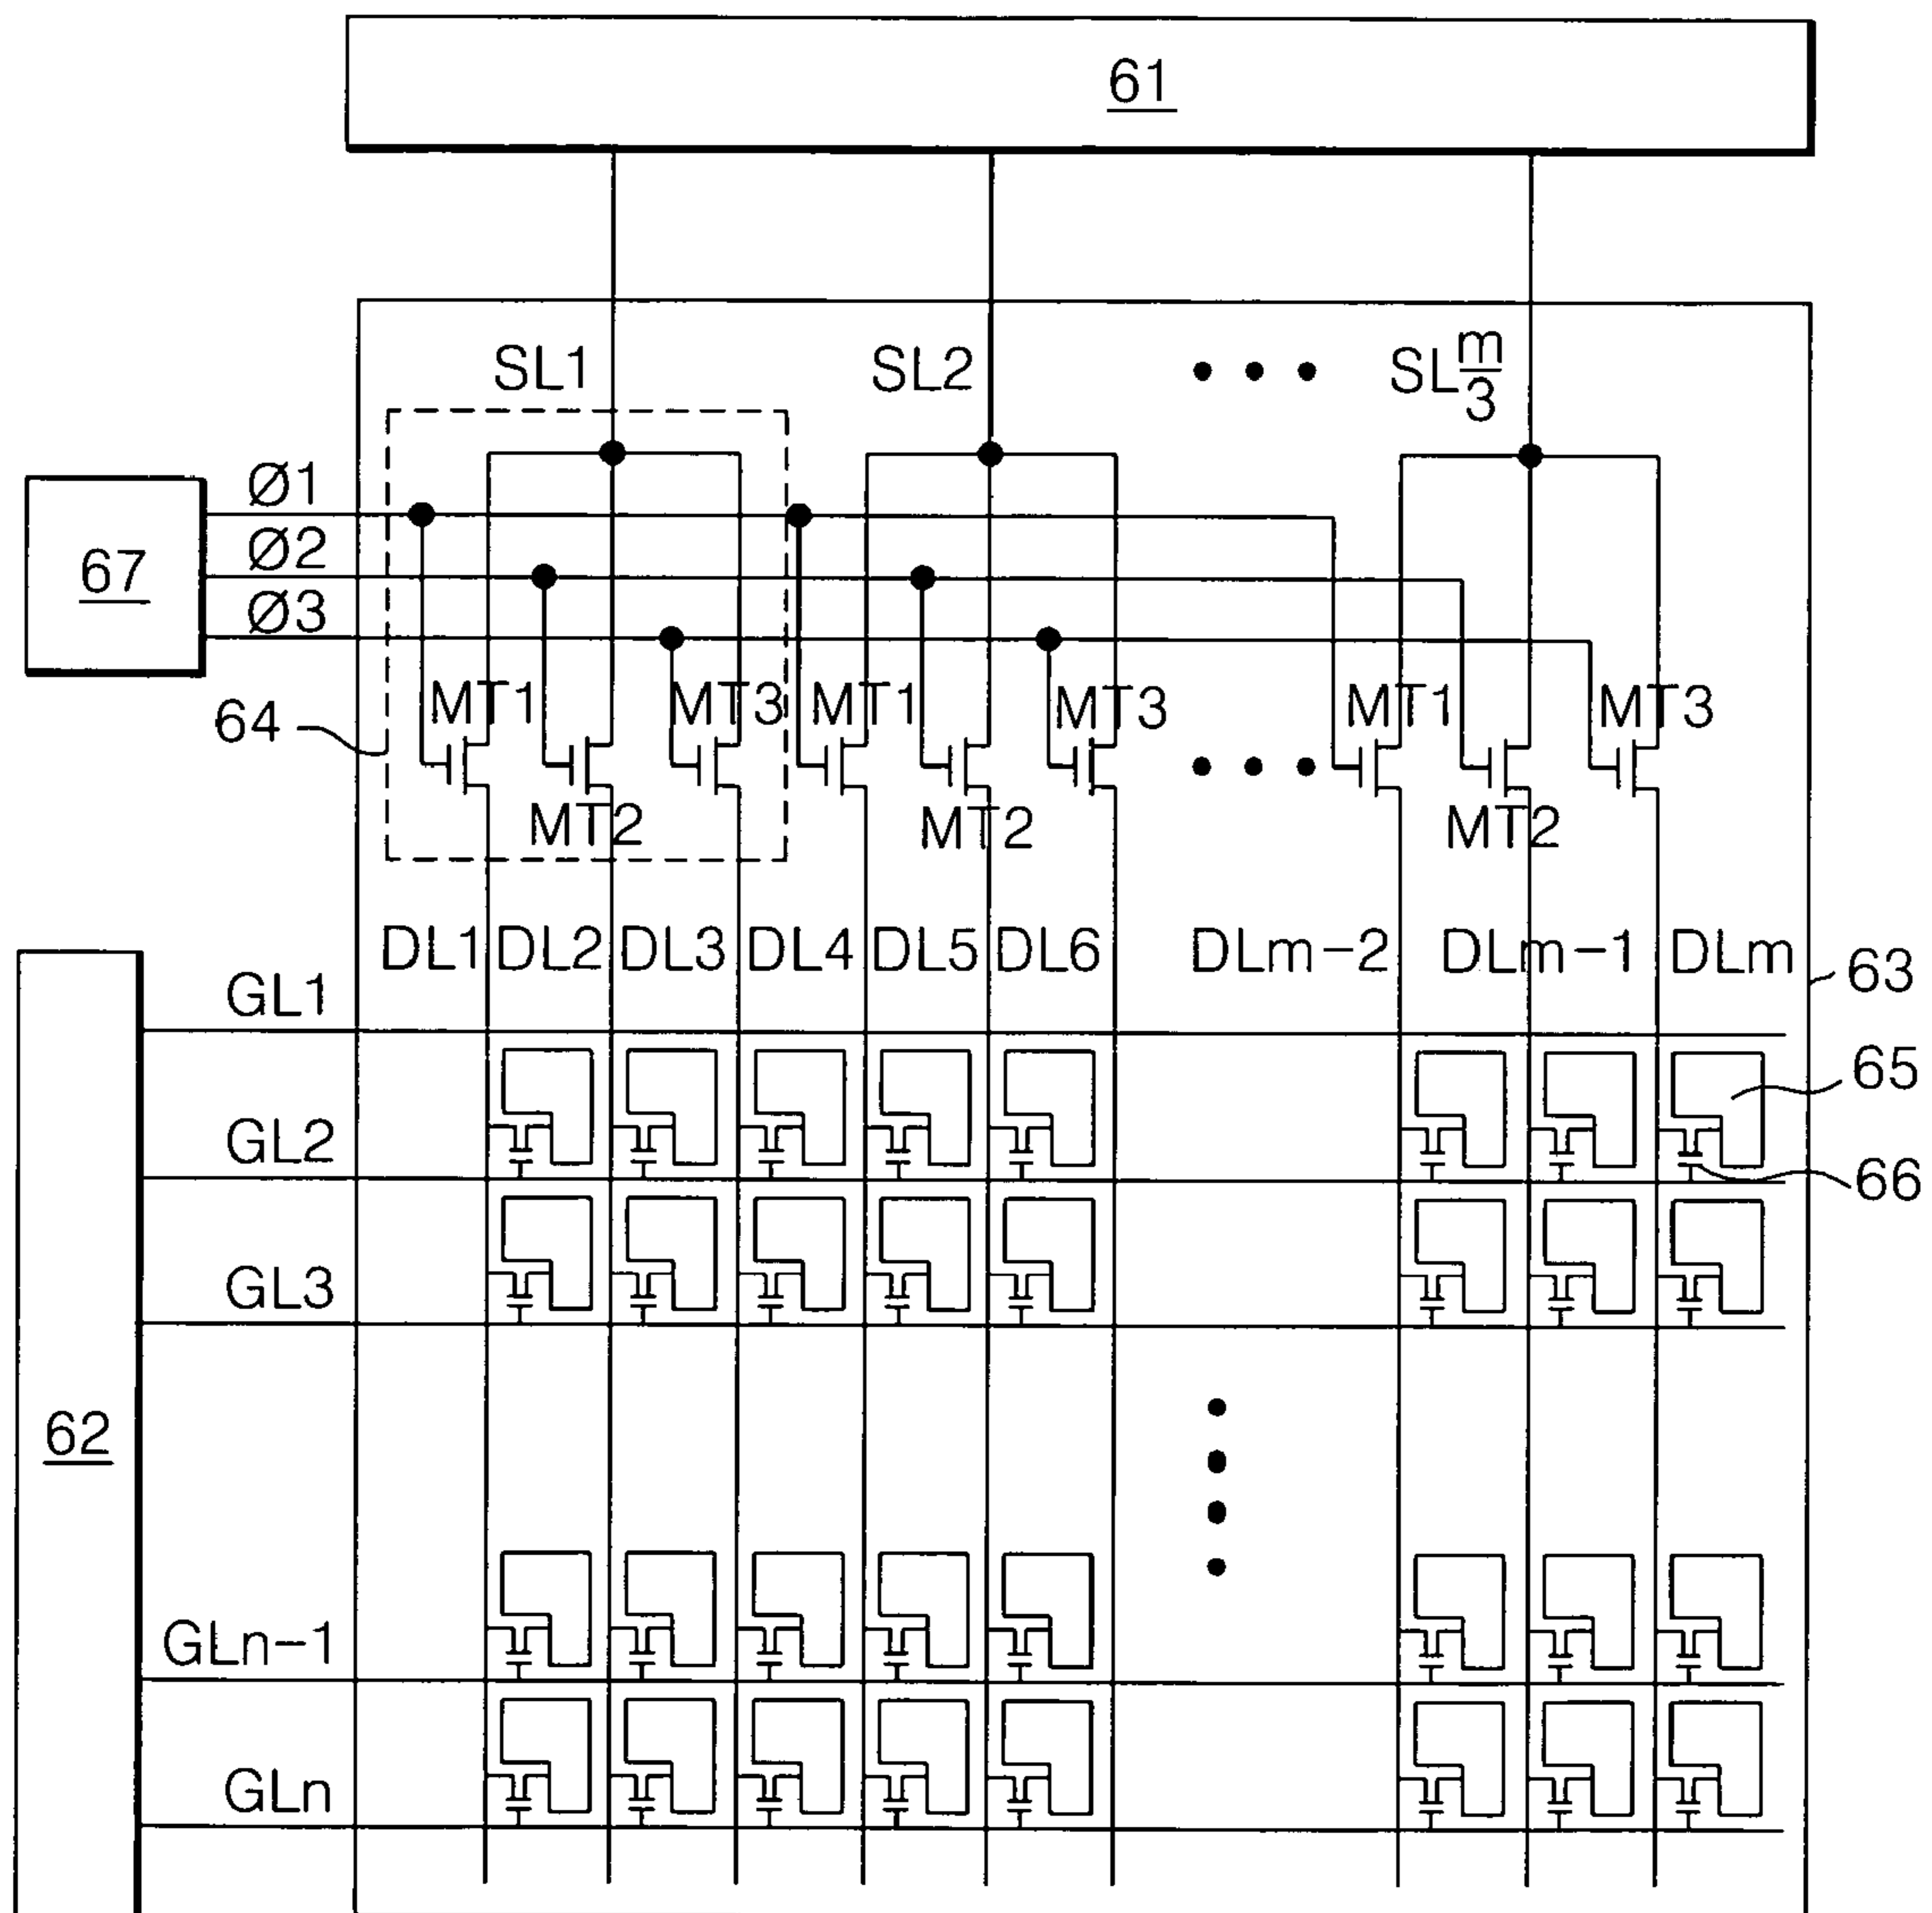 61
SL1 SL2 • • • SL m/3
Ø1
Ø2
67
Ø3
MT1 MT3 MT1 MT3 MT1 MT3
64
• • •
MT2 MT2 MT2
DL1 DL2 DL3 DL4 DL5 DL6 DLm-2 DLm-1 DLm
63
GL1
65
GL2
66
GL3
62
GLn-1
GLn